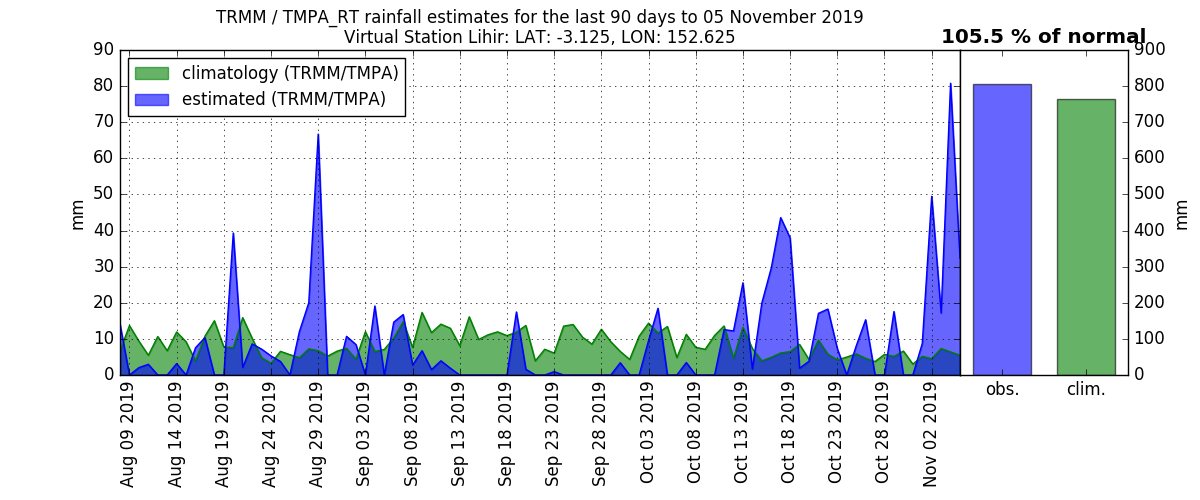 TRMM / TMPA_RT rainfall estimates for the last 90 days to 05 November 2019
Virtual Station Lihir: LAT: -3.125, LON: 152.625
105.5 % of normal
climatology (TRMM/TMPA)
estimated (TRMM/TMPA)
mm
90
80
70
60
50
40
30
20
10
0
Aug 09 2019
Aug 14 2019
Aug 19 2019
Aug 24 2019
Aug 29 2019
Sep 03 2019
Sep 08 2019
Sep 13 2019
Sep 18 2019
Sep 23 2019
Sep 28 2019
Oct 03 2019
Oct 08 2019
Oct 13 2019
Oct 18 2019
Oct 23 2019
Oct 28 2019
Nov 02 2019
obs.
clim.
900
800
700
600
500
400
300
200
100
0
mm